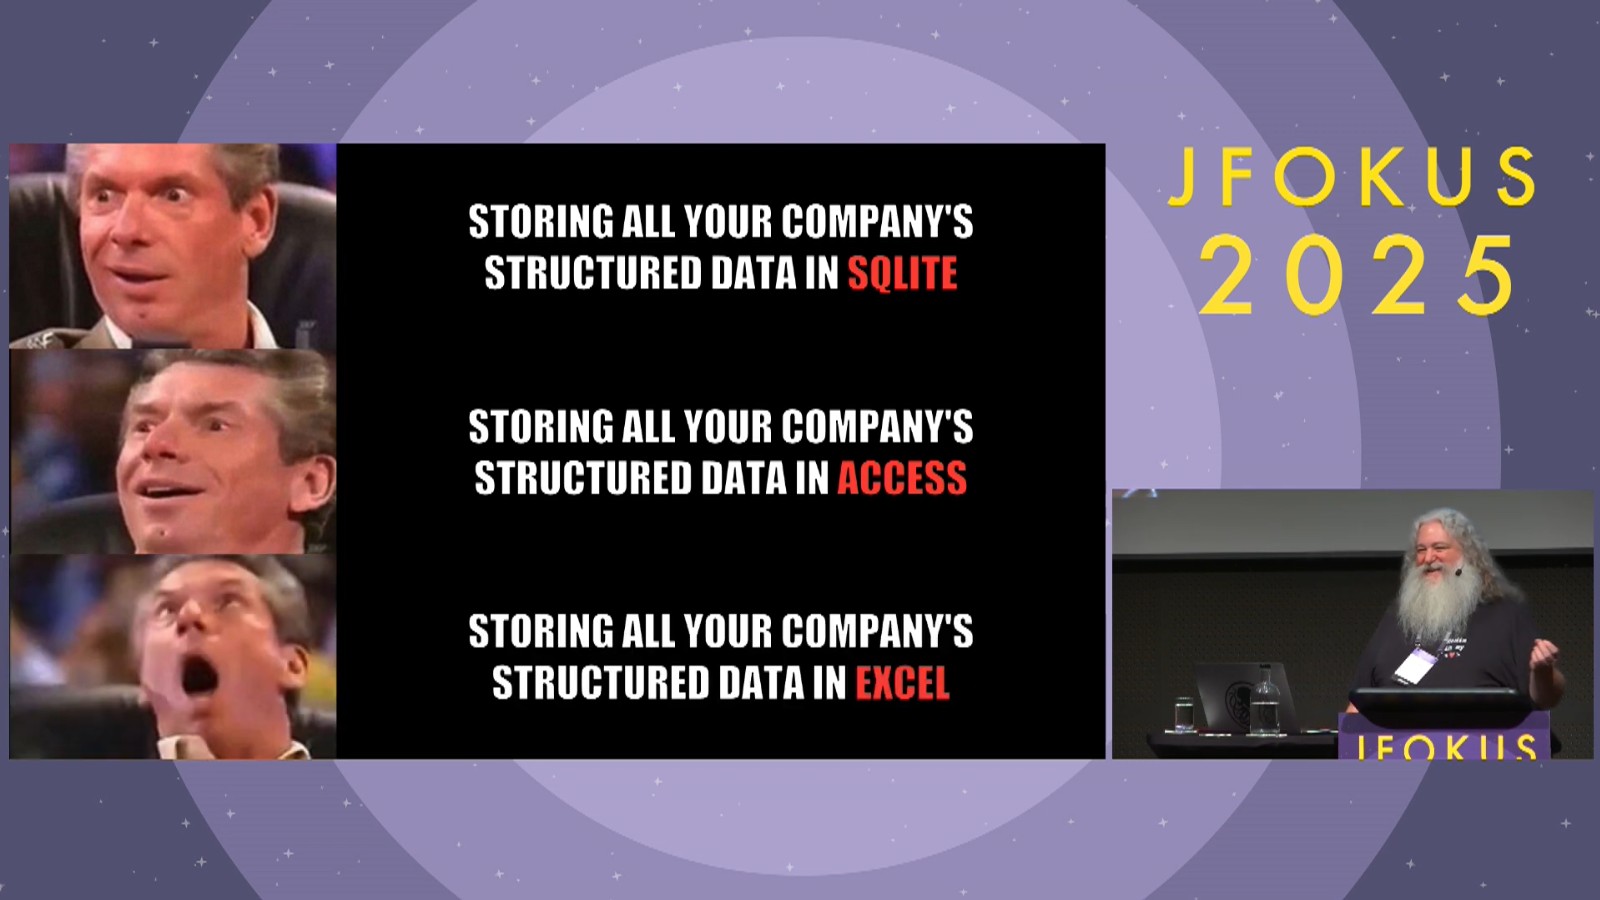 STORING ALL YOUR COMPANY'S
STRUCTURED DATA IN SQLITE
STORING ALL YOUR COMPANY'S
STRUCTURED DATA IN ACCESS
STORING ALL YOUR COMPANY'S
STRUCTURED DATA IN EXCEL
JFOKUS
2025
JFOKUS